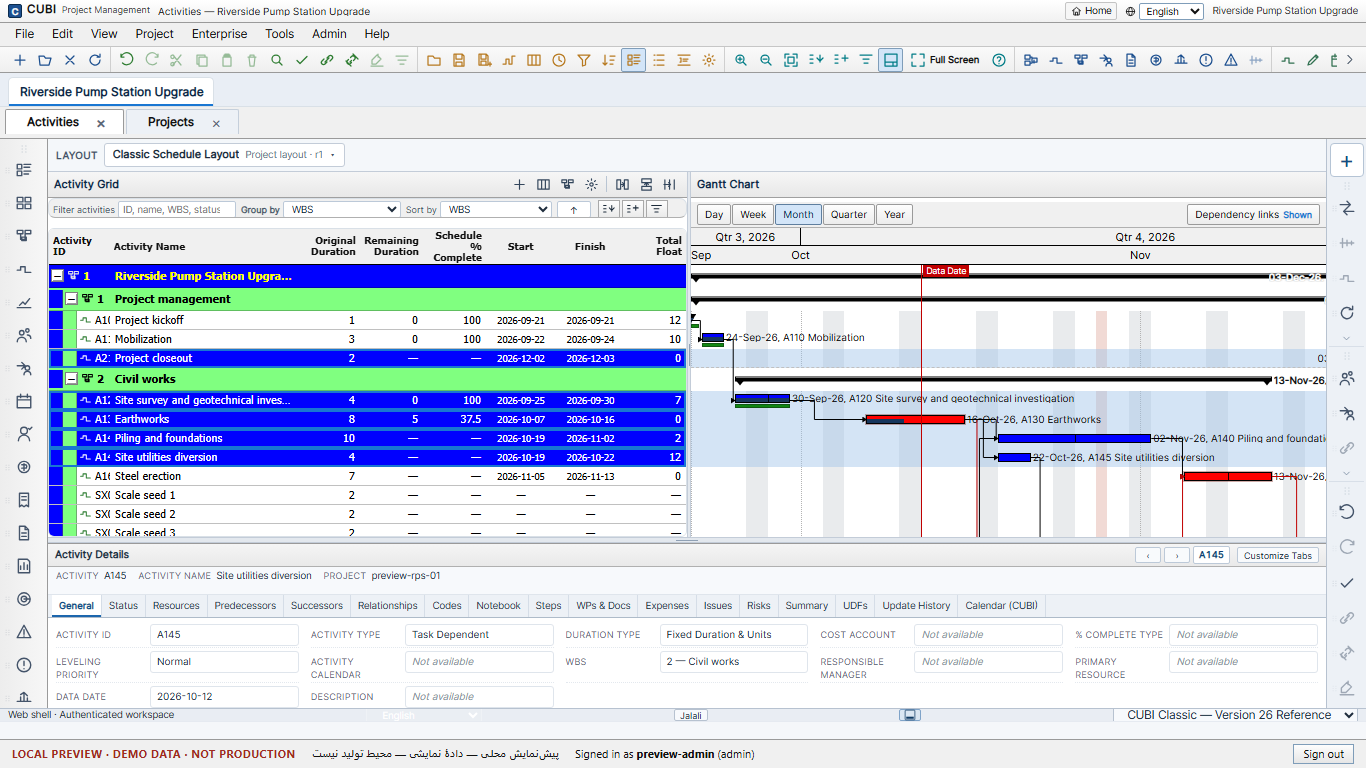 CUBI Project Management Activities — Riverside Pump Station Upgrade Home English Riverside Pump Station Upgrade
File Edit View Project Enterprise Tools Admin Help
Full Screen
Riverside Pump Station Upgrade
Activities Projects
LAYOUT Classic Schedule Layout Project layout · r1
Activity Grid
Filter activities ID, name, WBS, status Group by WBS Sort by WBS
Activity ID Activity Name Original Duration Remaining Duration Schedule % Complete Start Finish Total Float
1 Riverside Pump Station Upgra...
1 Project management
A10 Project kickoff 1 0 100 2026-09-21 2026-09-21 12
A11 Mobilization 3 0 100 2026-09-22 2026-09-24 10
A21 Project closeout 2 — — 2026-12-02 2026-12-03 0
2 Civil works
A12 Site survey and geotechnical inves... 4 0 100 2026-09-25 2026-09-30 7
A13 Earthworks 8 5 37.5 2026-10-07 2026-10-16 0
A14 Piling and foundations 10 — — 2026-10-19 2026-11-02 2
A14 Site utilities diversion 4 — — 2026-10-19 2026-10-22 12
A16 Steel erection 7 — — 2026-11-05 2026-11-13 0
SX0 Scale seed 1 2 — — — — —
SX0 Scale seed 2 2 — — — — —
SX0 Scale seed 3 2 — — — — —
Gantt Chart
Day Week Month Quarter Year Dependency links Shown
Qtr 3, 2026 Qtr 4, 2026
Sep Oct Nov
Data Date 03-Dec-26
24-Sep-26, A110 Mobilization
03
13-Nov-26,
30-Sep-26, A120 Site survey and geotechnical investigation
16-Oct-26, A130 Earthworks
02-Nov-26, A140 Piling and foundati
22-Oct-26, A145 Site utilities diversion
13-Nov-26,
Activity Details A145 Customize Tabs
ACTIVITY A145 ACTIVITY NAME Site utilities diversion PROJECT preview-rps-01
General Status Resources Predecessors Successors Relationships Codes Notebook Steps WPs & Docs Expenses Issues Risks Summary UDFs Update History Calendar (CUBI)
ACTIVITY ID A145 ACTIVITY TYPE Task Dependent DURATION TYPE Fixed Duration & Units COST ACCOUNT Not available % COMPLETE TYPE Not available
LEVELING PRIORITY Normal ACTIVITY CALENDAR Not available WBS 2 — Civil works RESPONSIBLE MANAGER Not available PRIMARY RESOURCE Not available
DATA DATE 2026-10-12 DESCRIPTION Not available
Web shell · Authenticated workspace English Jalali CUBI Classic — Version 26 Reference
LOCAL PREVIEW · DEMO DATA · NOT PRODUCTION پیش‌نمایش محلی — دادهٔ نمایشی — محیط تولید نیست Signed in as preview-admin (admin) Sign out